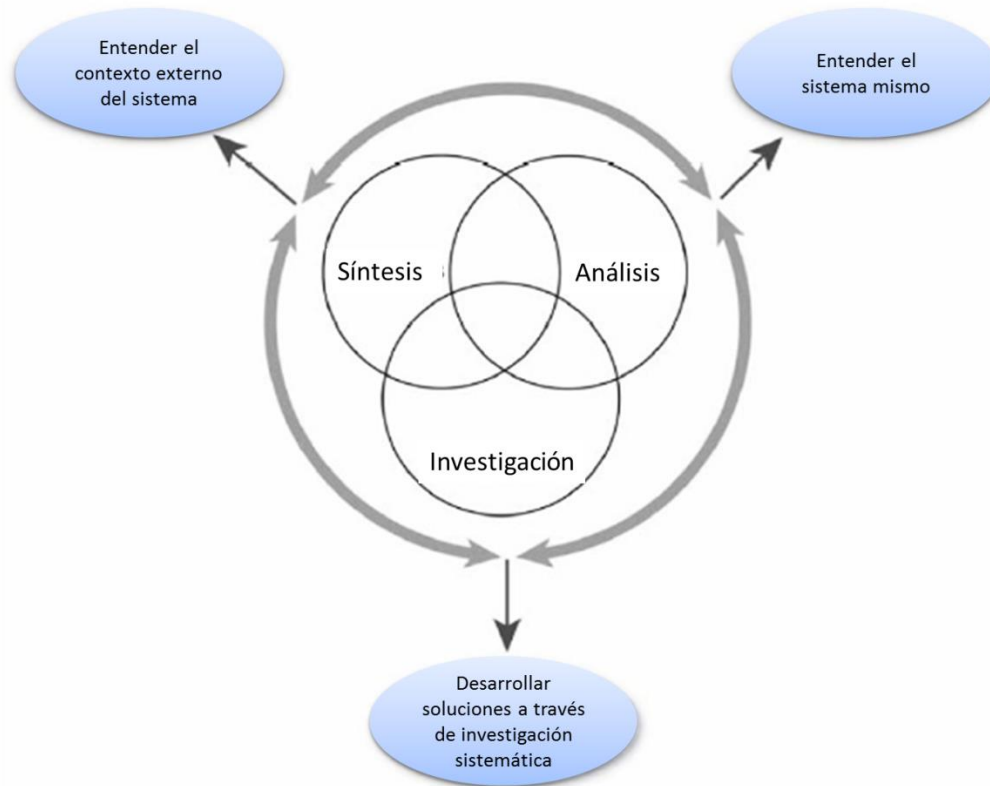 Entender el
contexto externo
del sistema
Entender el
sistema mismo
Síntesis
Análisis
Investigación
Desarrollar
soluciones a través
de investigación
sistemática